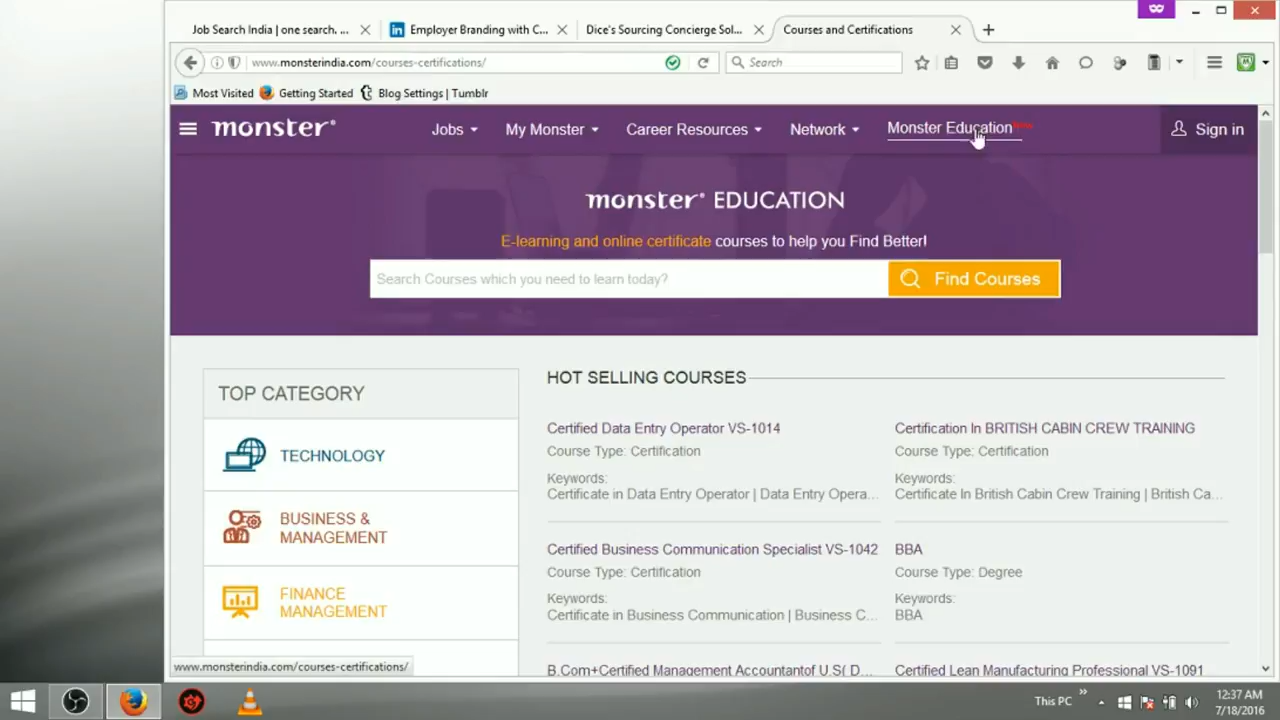 Job Search India | one search. ...
Employer Branding with C...
Dice's Sourcing Concierge Sol...
Courses and Certifications
www.monsterindia.com/courses-certifications/
Search
Most Visited
Getting Started
Blog Settings | Tumblr
monster®
Jobs
My Monster
Career Resources
Network
Monster Education
Sign in
monster® EDUCATION
E-learning and online certificate courses to help you Find Better!
Search Courses which you need to learn today?
Find Courses
TOP CATEGORY
TECHNOLOGY
BUSINESS &
MANAGEMENT
FINANCE
MANAGEMENT
HOT SELLING COURSES
Certified Data Entry Operator VS-1014
Course Type: Certification
Keywords:
Certificate in Data Entry Operator | Data Entry Opera...
Certification In BRITISH CABIN CREW TRAINING
Course Type: Certification
Keywords:
Certificate In British Cabin Crew Training | British Ca...
Certified Business Communication Specialist VS-1042
Course Type: Certification
Keywords:
Certificate in Business Communication | Business C...
BBA
Course Type: Degree
Keywords:
BBA
B.Com+Certified Management Accountantof U.S( D...
Certified Lean Manufacturing Professional VS-1091
www.monsterindia.com/courses-certifications/
This PC
12:37 AM
7/18/2016